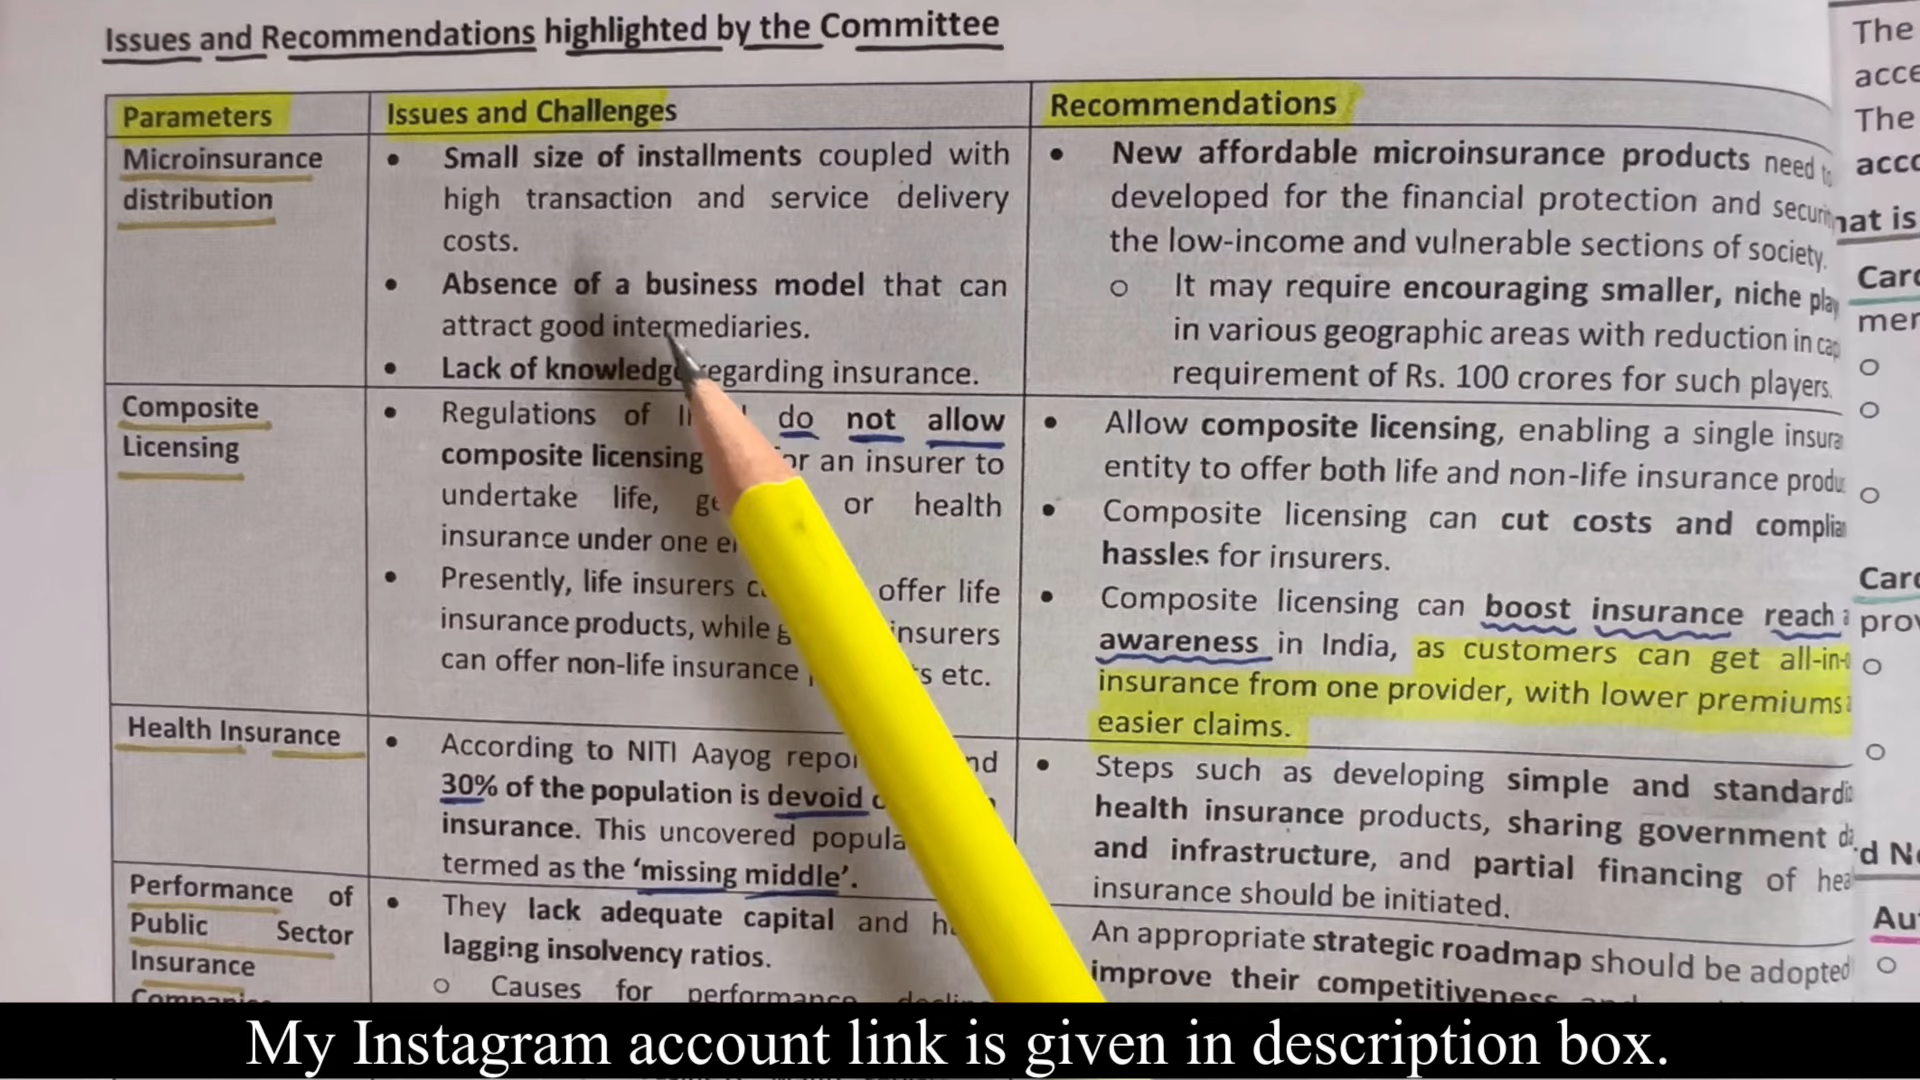 Issues and Recommendations highlighted by the Committee
Parameters
Issues and Challenges
Recommendations
Microinsurance
distribution
• Small size of installments coupled with
high transaction and service delivery
costs.
• Absence of a business model that can
attract good intermediaries.
• Lack of knowledge regarding insurance.
• New affordable microinsurance products need
developed for the financial protection and
the low-income and vulnerable sections of society.
o It may require encouraging smaller, niche
in various geographic areas with reduction in
requirement of Rs. 100 crores for such players.
Composite
Licensing
• Regulations of do not allow
composite licensing for an insurer to
undertake life, or health
insurance under one
• Presently, life insurers offer life
insurance products, while insurers
can offer non-life insurance etc.
• Allow composite licensing, enabling a single
entity to offer both life and non-life insurance
• Composite licensing can cut costs and
hassles for insurers.
• Composite licensing can boost insurance reach
awareness in India, as customers can get all-in-
insurance from one provider, with lower premiums
easier claims.
Health Insurance
• According to NITI Aayog
30% of the population is devoid
insurance. This uncovered
termed as the ‘missing middle’.
• Steps such as developing simple and
health insurance products, sharing government
and infrastructure, and partial financing of
insurance should be initiated.
Performance of
Public Sector
Insurance
Companies
• They lack adequate capital and
lagging insolvency ratios.
o Causes for performance
An appropriate strategic roadmap should be adopted
improve their competitiveness
The
The
My Instagram account link is given in description box.